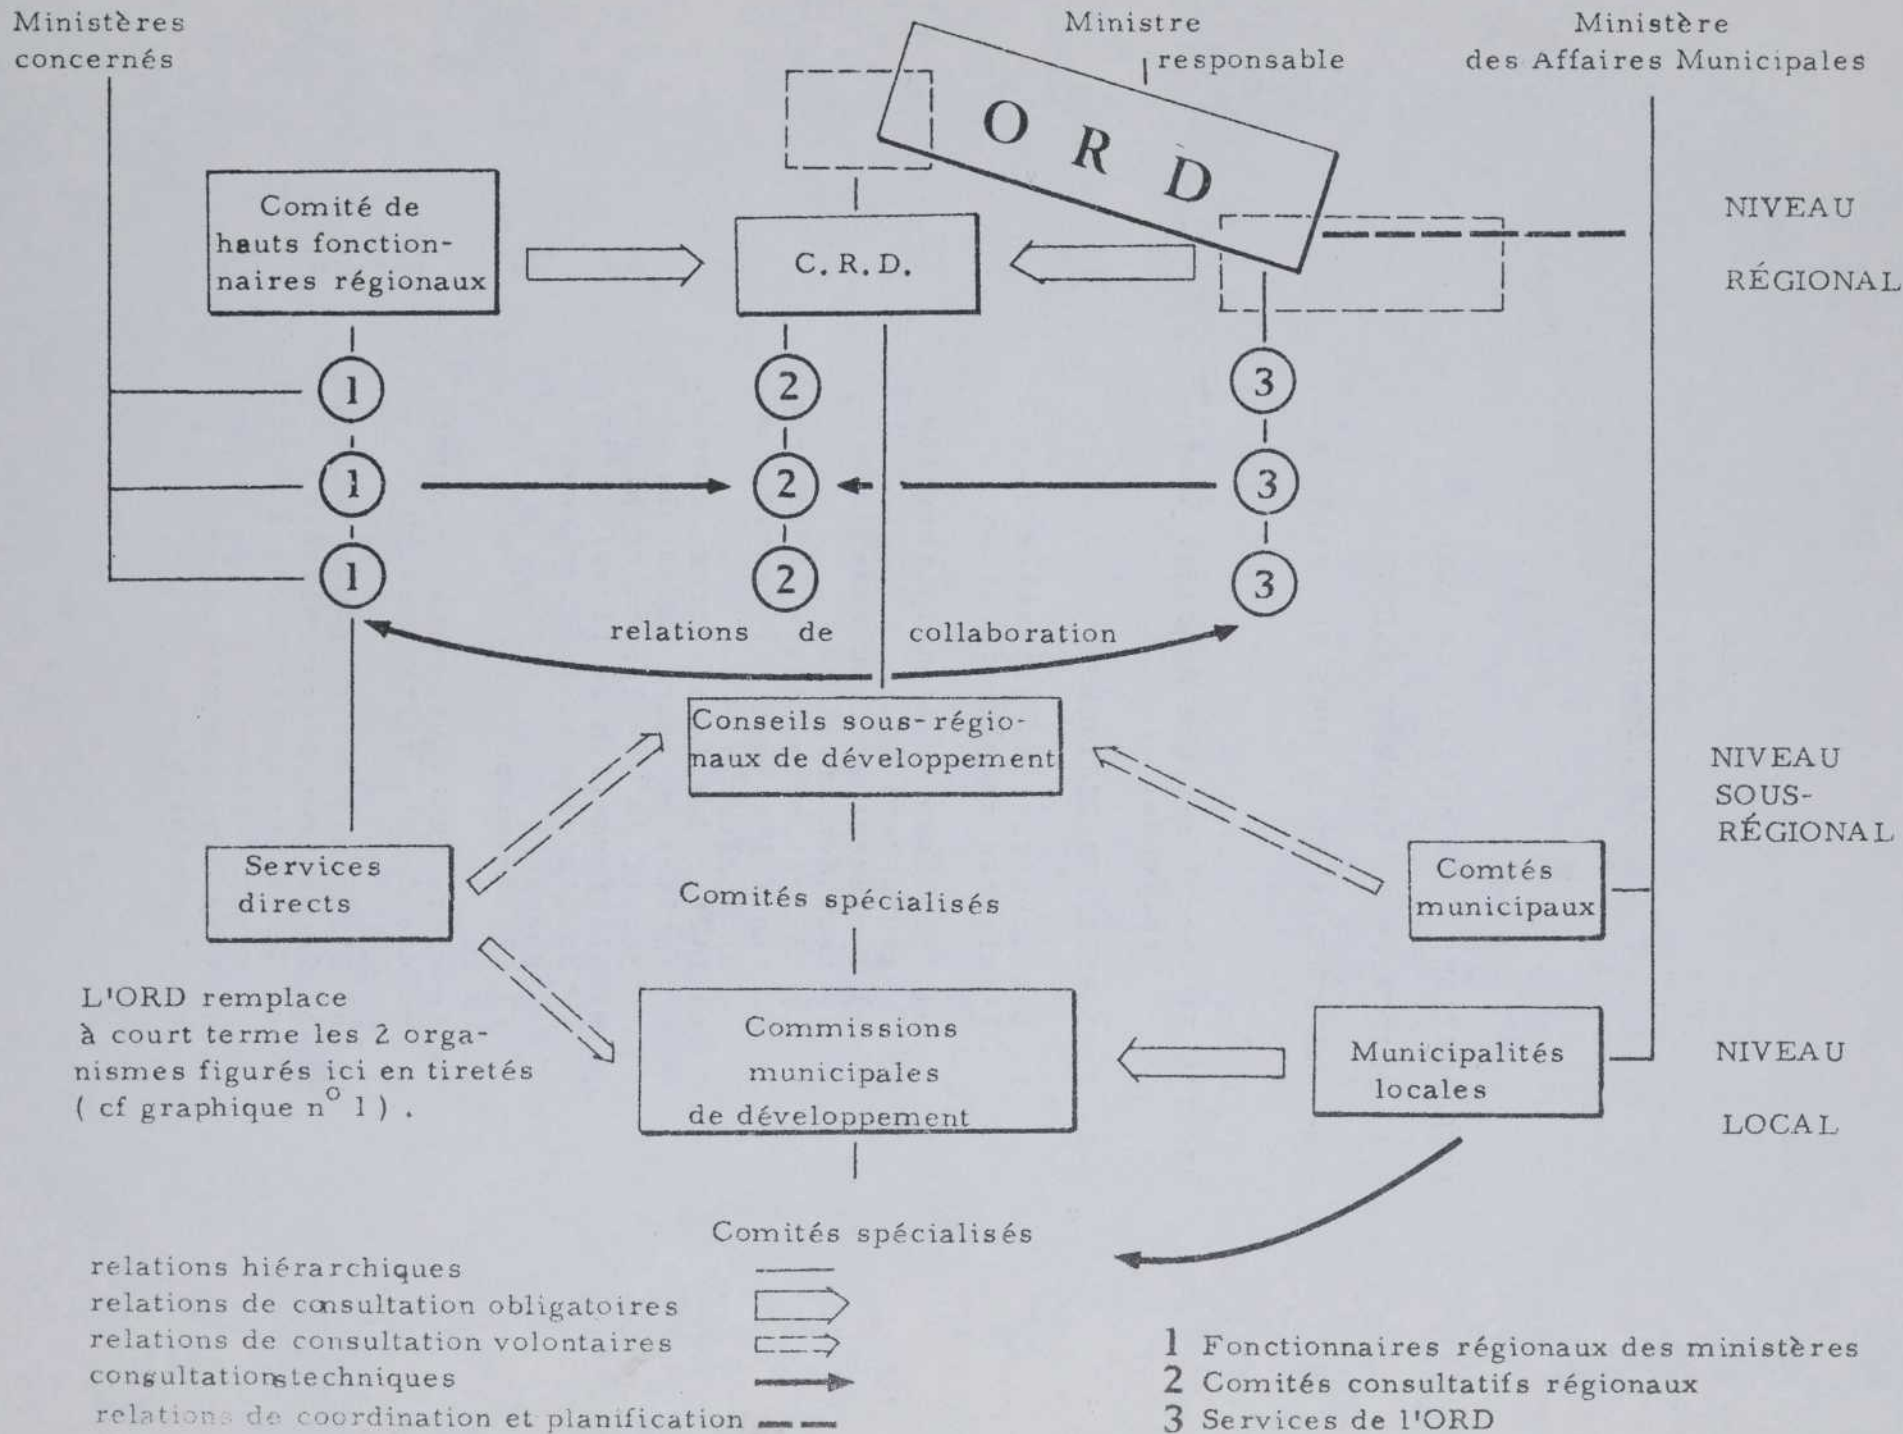 Ministères
concernés
Ministre
responsable
Ministère
des Affaires Municipales
O R D
Comité de
hauts fonction-
naires régionaux
C. R. D.
NIVEAU
RÉGIONAL
1
2
3
1
2
3
1
2
3
relations de collaboration
Conseils sous-régio-
naux de développement
NIVEAU
SOUS-
RÉGIONAL
Services
directs
Comités spécialisés
Comtés
municipaux
L'ORD remplace
à court terme les 2 orga-
nismes figurés ici en tiretés
( cf graphique n° 1 ) .
Commissions
municipales
de développement
Municipalités
locales
NIVEAU
LOCAL
Comités spécialisés
relations hiérarchiques
relations de consultation obligatoires
relations de consultation volontaires
consultations techniques
relations de coordination et planification
1 Fonctionnaires régionaux des ministères
2 Comités consultatifs régionaux
3 Services de l'ORD